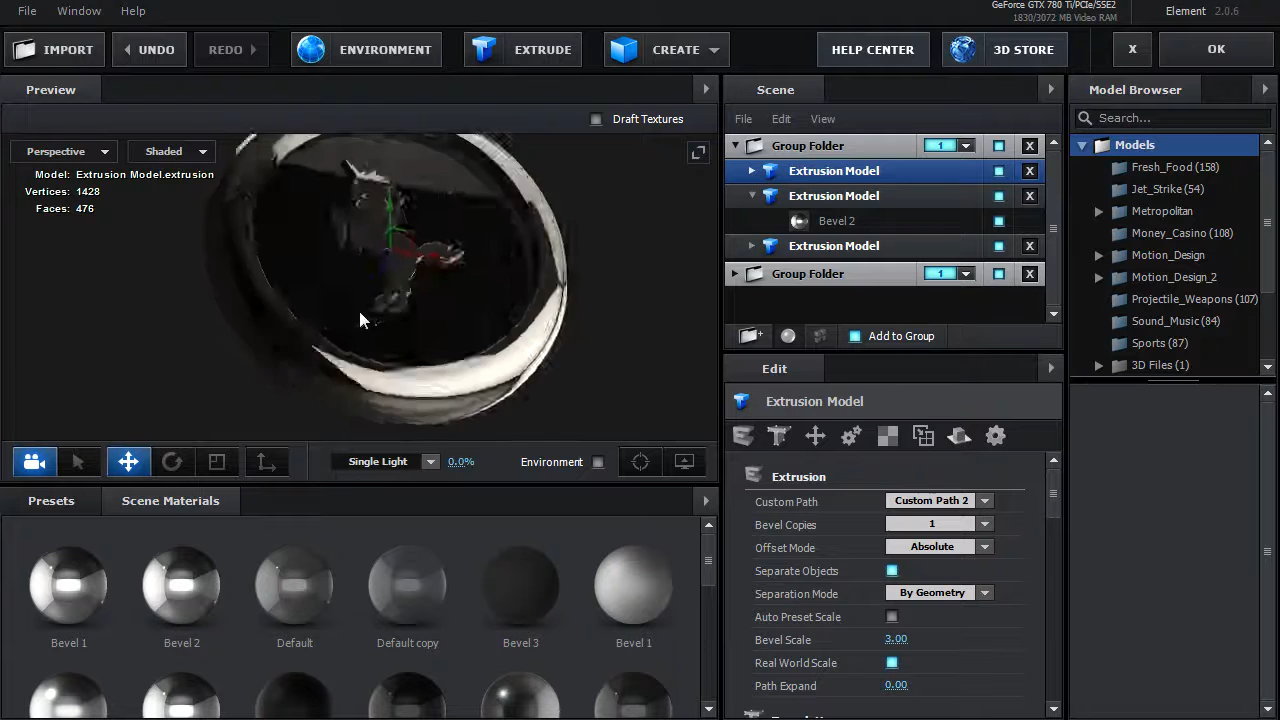 File Window Help
GeForce GTX 780 Ti/PCIe/SSE2
1830/3072 MB Video RAM
Element 2.0.6
IMPORT UNDO REDO ENVIRONMENT EXTRUDE CREATE HELP CENTER 3D STORE X OK
Preview
Draft Textures
Perspective Shaded
Model: Extrusion Model.extrusion
Vertices: 1428
Faces: 476
Single Light 0.0% Environment
Presets Scene Materials
Bevel 1 Bevel 2 Default Default copy Bevel 3 Bevel 1
Scene
File Edit View
Group Folder 1 X
Extrusion Model X
Extrusion Model X
Bevel 2
Extrusion Model X
Group Folder 1 X
Add to Group
Edit
Extrusion Model
Extrusion
Custom Path Custom Path 2
Bevel Copies 1
Offset Mode Absolute
Separate Objects
Separation Mode By Geometry
Auto Preset Scale
Bevel Scale 3.00
Real World Scale
Path Expand 0.00
Model Browser
Search...
Models
Fresh_Food (158)
Jet_Strike (54)
Metropolitan
Money_Casino (108)
Motion_Design
Motion_Design_2
Projectile_Weapons (107)
Sound_Music (84)
Sports (87)
3D Files (1)